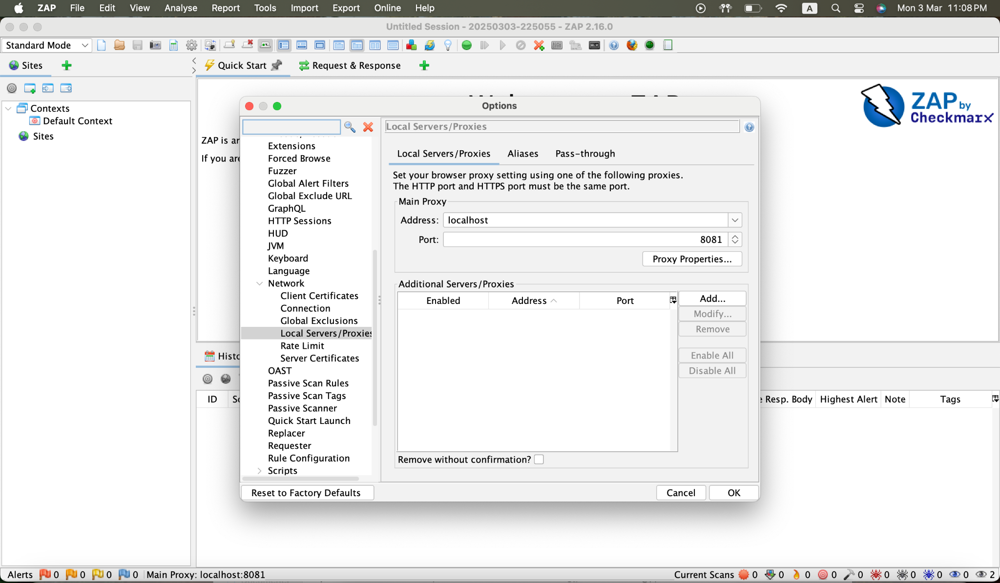 ZAP File Edit View Analyse Report Tools Import Export Online Help A Mon 3 Mar 11:08 PM
Untitled Session - 20250303-225055 - ZAP 2.16.0
Standard Mode
Sites
Quick Start
Request & Response
Contexts
Default Context
Sites
ZAP by
Checkmarx
ZAP is an
If you are
Options
Extensions
Forced Browse
Fuzzer
Global Alert Filters
Global Exclude URL
GraphQL
HTTP Sessions
HUD
JVM
Keyboard
Language
Network
Client Certificates
Connection
Global Exclusions
Local Servers/Proxies
Rate Limit
Server Certificates
OAST
Passive Scan Rules
Passive Scan Tags
Passive Scanner
Quick Start Launch
Replacer
Requester
Rule Configuration
Scripts
Local Servers/Proxies
Local Servers/Proxies Aliases Pass-through
Set your browser proxy setting using one of the following proxies.
The HTTP port and HTTPS port must be the same port.
Main Proxy
Address: localhost
Port: 8081
Proxy Properties...
Additional Servers/Proxies
Enabled Address Port
Add...
Modify...
Remove
Enable All
Disable All
Remove without confirmation?
Reset to Factory Defaults
Cancel OK
Histo
ID
Resp. Body Highest Alert Note Tags
Alerts 0 0 0 0 Main Proxy: localhost:8081
Current Scans 0 0 0 0 0 0 0 0 0 2